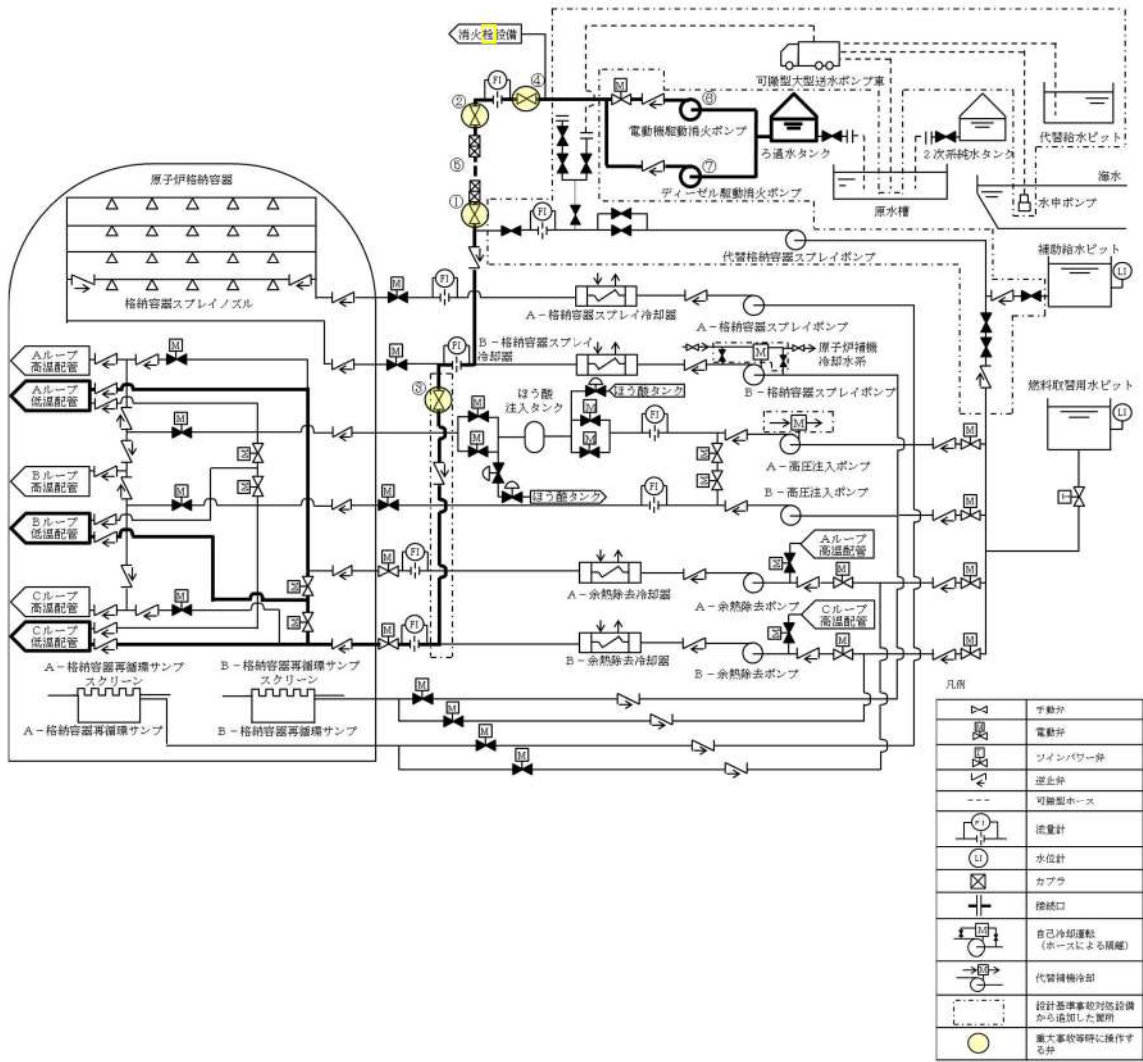 消火栓設備
FI
④
M
可搬型大型送水ポンプ車
②
⑥
電動機駆動消火ポンプ
代替給水ピット
ろ過水タンク
2次系純水タンク
⑤
⑦
ディーゼル駆動消火ポンプ
海水
原子炉格納容器
①
FI
原水槽
水中ポンプ
補助給水ピット
代替格納容器スプレイポンプ
LI
M
FI
格納容器スプレイノズル
A-格納容器スプレイ冷却器
A-格納容器スプレイポンプ
B-格納容器スプレイ
冷却器
原子炉補機
冷却水系
M
FI
M
Aループ
高温配管
M
③
B-格納容器スプレイポンプ
燃料取替用水ピット
Aループ
低温配管
ほう酸
注入タンク
ほう酸タンク
LI
M
M
M
FI
M
M
M
M
A-高圧注入ポンプ
Bループ
高温配管
M
M
ほう酸タンク
FI
B-高圧注入ポンプ
M
Bループ
低温配管
Aループ
高温配管
M
FI
M
M
M
Cループ
高温配管
M
M
A-余熱除去冷却器
A-余熱除去ポンプ
Cループ
高温配管
Cループ
低温配管
M
FI
M
M
M
B-余熱除去冷却器
B-余熱除去ポンプ
A-格納容器再循環サンプ
スクリーン
B-格納容器再循環サンプ
スクリーン
M
A-格納容器再循環サンプ
B-格納容器再循環サンプ
M
M
M
凡例
手動弁
M
電動弁
ツインパワー弁
逆止弁
可搬型ホース
FI
流量計
LI
水位計
カプラ
接続口
M
自己冷却運転
(ホースによる隔離)
M
代替補機冷却
設計基準事故対処設備
から追加した箇所
重大事故等時に操作す
る弁